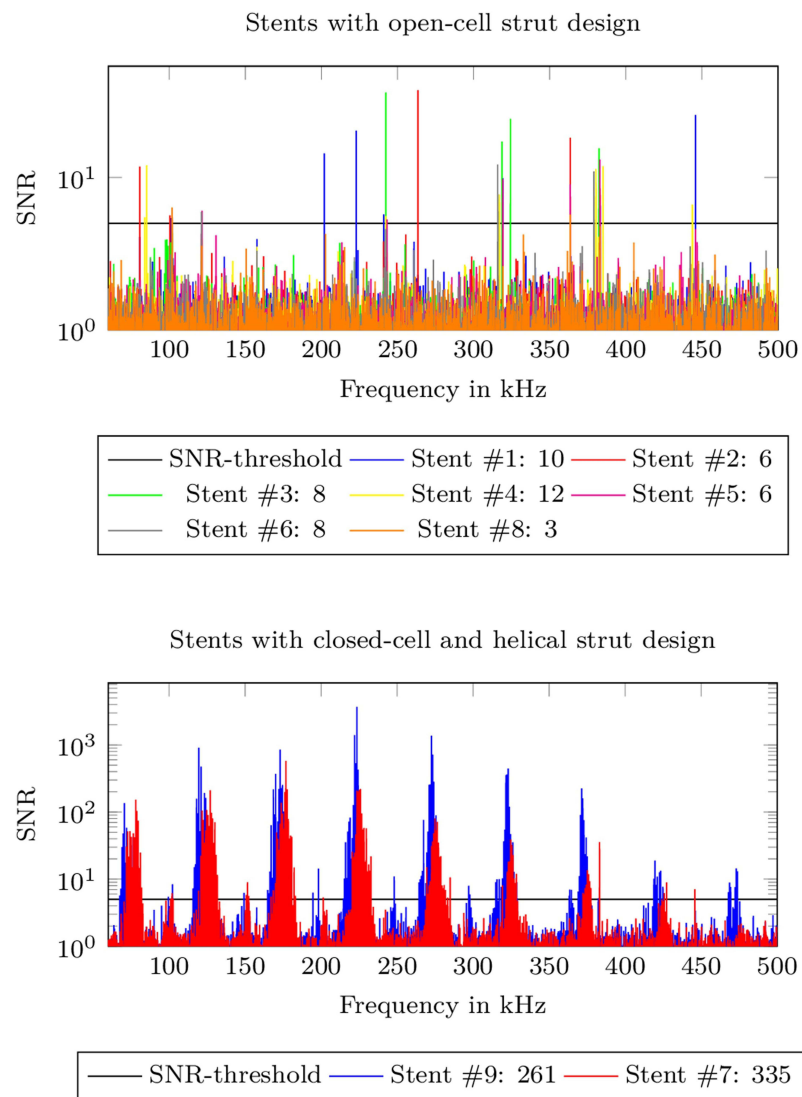 Stents with open-cell strut design
10¹
10⁰
SNR
100 150 200 250 300 350 400 450 500
Frequency in kHz
SNR-threshold Stent #1: 10 Stent #2: 6
Stent #3: 8 Stent #4: 12 Stent #5: 6
Stent #6: 8 Stent #8: 3
Stents with closed-cell and helical strut design
10³
10²
10¹
10⁰
SNR
100 150 200 250 300 350 400 450 500
Frequency in kHz
SNR-threshold Stent #9: 261 Stent #7: 335